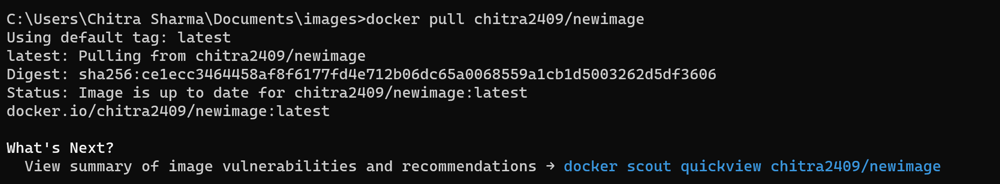 C:\Users\Chitra Sharma\Documents\images>docker pull chitra2409/newimage
Using default tag: latest
latest: Pulling from chitra2409/newimage
Digest: sha256:ce1ecc3464458af8f6177fd4e712b06dc65a0068559a1cb1d5003262d5df3606
Status: Image is up to date for chitra2409/newimage:latest
docker.io/chitra2409/newimage:latest
What's Next?
View summary of image vulnerabilities and recommendations → docker scout quickview chitra2409/newimage